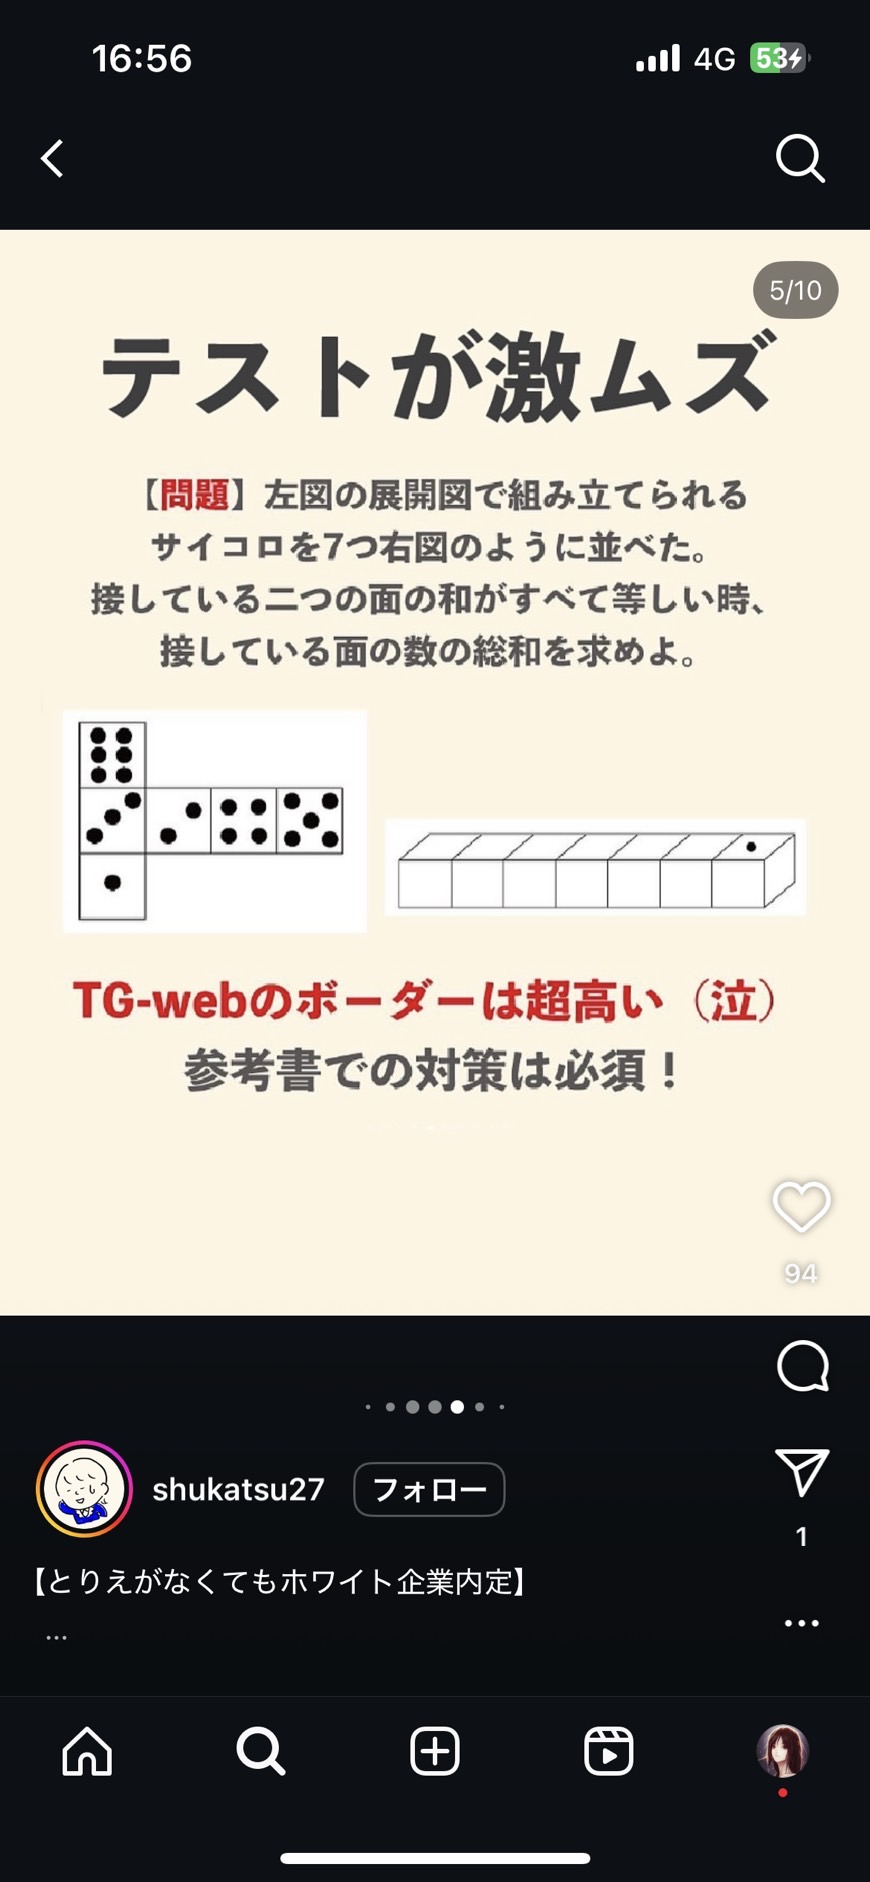 16:56
4G
53
5/10
テストが激ムズ
【問題】左図の展開図で組み立てられる
サイコロを7つ右図のように並べた。
接している二つの面の和がすべて等しい時、
接している面の数の総和を求めよ。
TG-webのボーダーは超高い（泣）
参考書での対策は必須！
94
shukatsu27
フォロー
1
【とりえがなくてもホワイト企業内定】
...